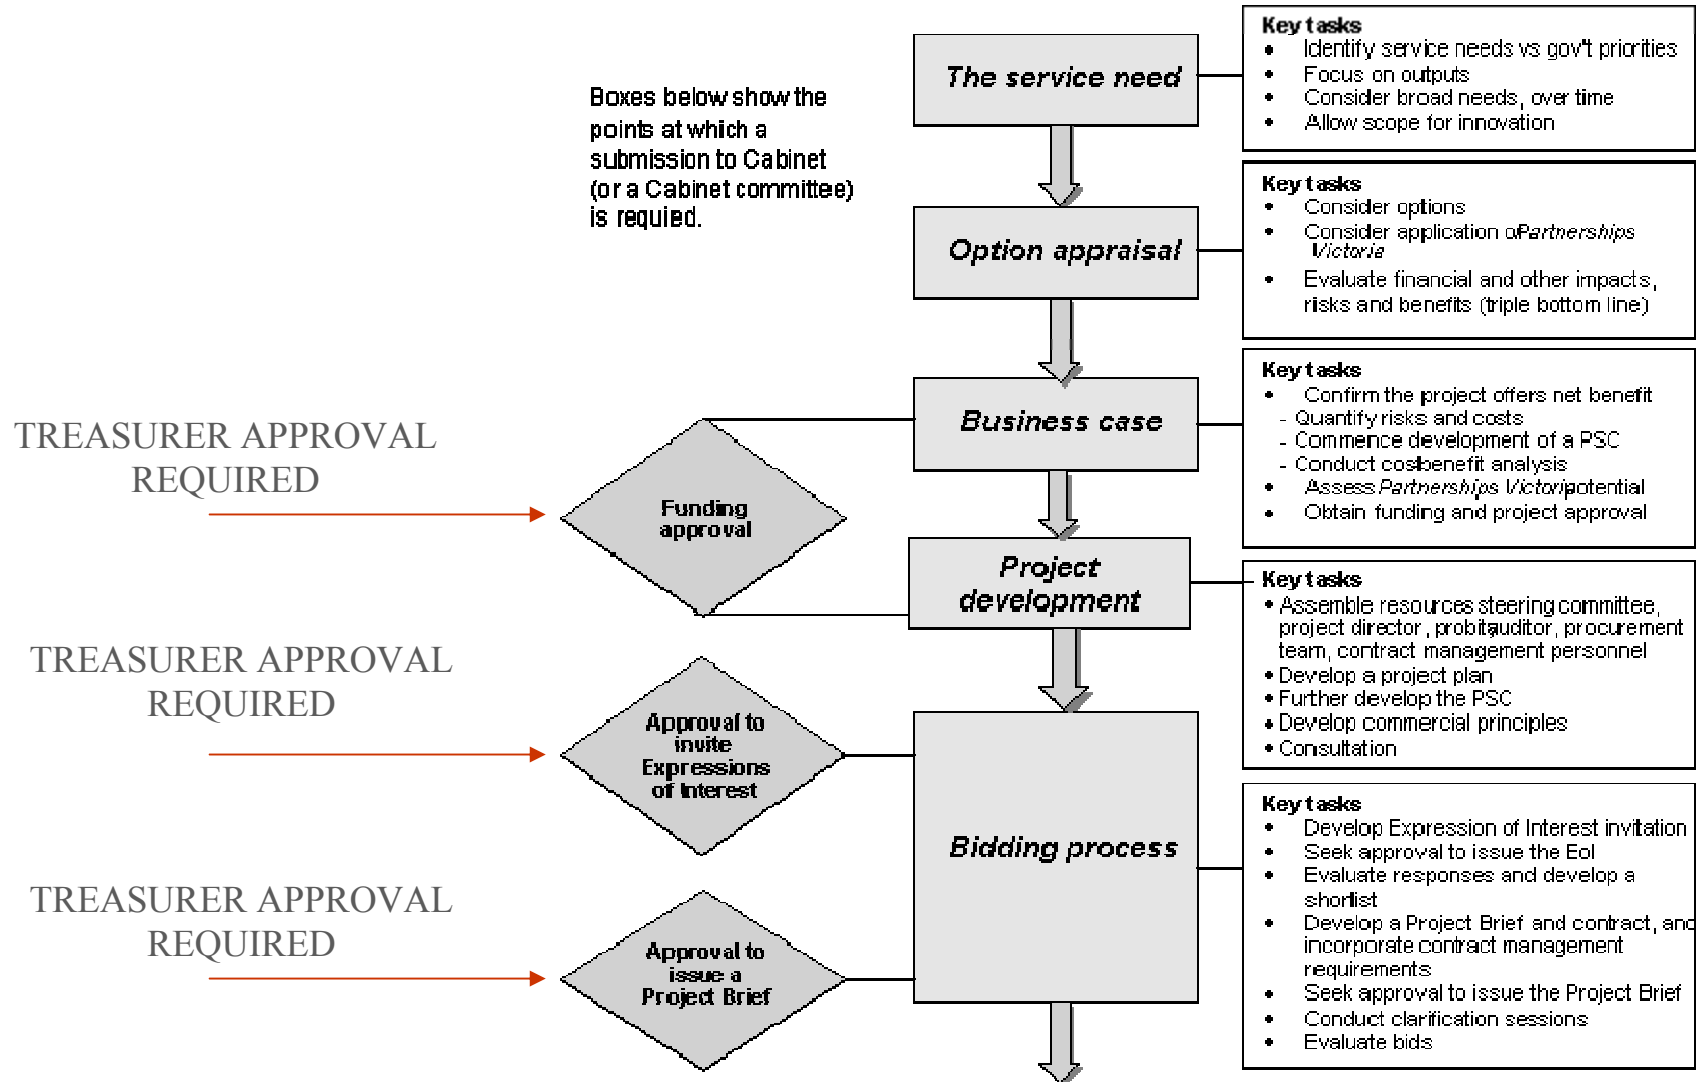 Boxes below show the
points at which a
submission to Cabinet
(or a Cabinet committee)
is required.
The service need
Key tasks
• Identify service needs vs gov't priorities
• Focus on outputs
• Consider broad needs, over time
• Allow scope for innovation
Option appraisal
Key tasks
• Consider options
• Consider application of Partnerships
Victoria
• Evaluate financial and other impacts,
risks and benefits (triple bottom line)
Business case
Key tasks
• Confirm the project offers net benefit
- Quantify risks and costs
- Commence development of a PSC
- Conduct cost-benefit analysis
• Assess Partnerships Victoria potential
• Obtain funding and project approval
TREASURER APPROVAL
REQUIRED
Funding
approval
Project
development
Key tasks
• Assemble resources steering committee,
project director, probity auditor, procurement
team, contract management personnel
• Develop a project plan
• Further develop the PSC
• Develop commercial principles
• Consultation
TREASURER APPROVAL
REQUIRED
Approval to
invite
Expressions
of Interest
Bidding process
Key tasks
• Develop Expression of Interest invitation
• Seek approval to issue the EoI
• Evaluate responses and develop a
shortlist
• Develop a Project Brief and contract, and
incorporate contract management
requirements
• Seek approval to issue the Project Brief
• Conduct clarification sessions
• Evaluate bids
TREASURER APPROVAL
REQUIRED
Approval to
issue a
Project Brief